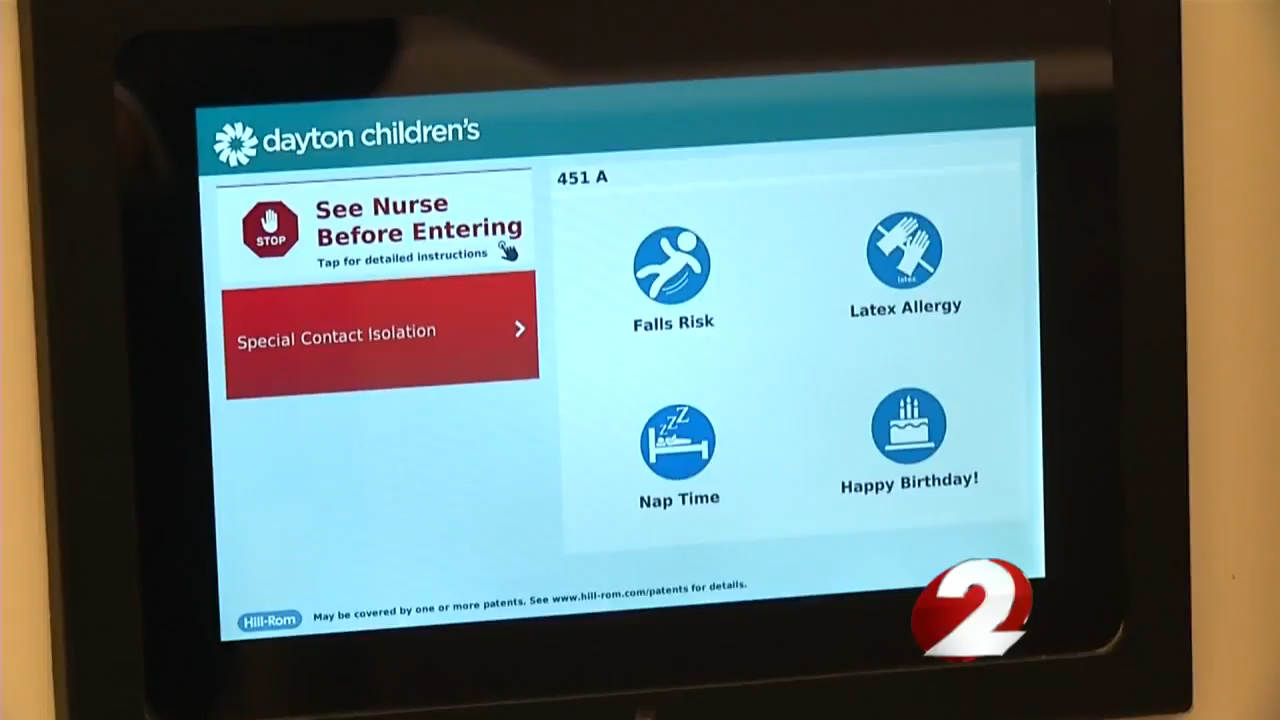 dayton children's
STOP
See Nurse
Before Entering
Tap for detailed instructions
Special Contact Isolation
451 A
Falls Risk
latex
Latex Allergy
zzZ
Nap Time
Happy Birthday!
Hill-Rom
May be covered by one or more patents. See www.hill-rom.com/patents for details.
2